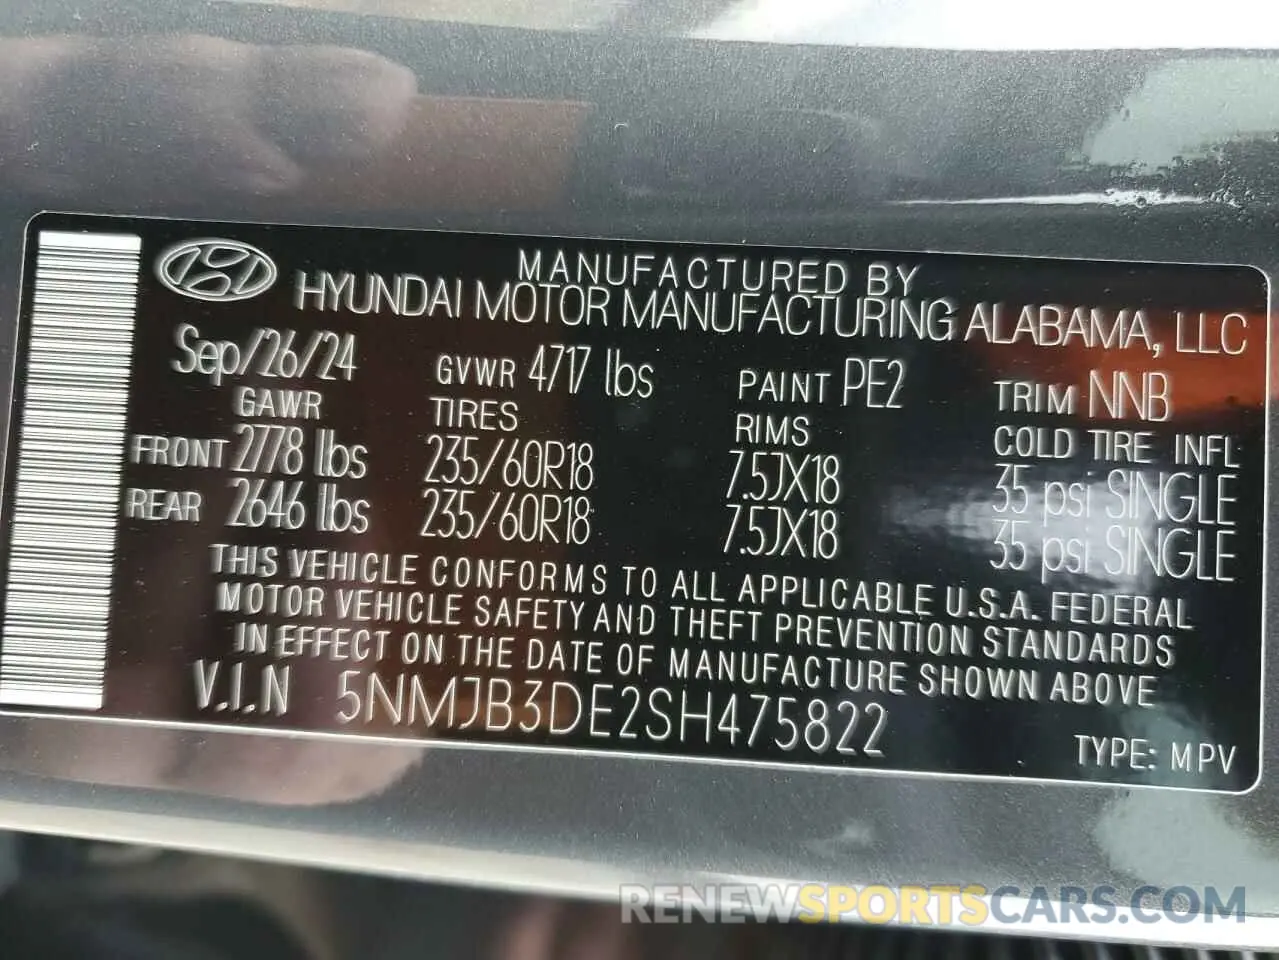 MANUFACTURED BY
HYUNDAI MOTOR MANUFACTURING ALABAMA, LLC
Sep/26/24 GVWR 4717 lbs PAINT PE2 TRIM NNB
GAWR TIRES RIMS COLD TIRE INFL
FRONT 2778 lbs 235/60R18 7.5JX18 35 psi SINGLE
REAR 2646 lbs 235/60R18 7.5JX18 35 psi SINGLE
THIS VEHICLE CONFORMS TO ALL APPLICABLE U.S.A. FEDERAL
MOTOR VEHICLE SAFETY AND THEFT PREVENTION STANDARDS
IN EFFECT ON THE DATE OF MANUFACTURE SHOWN ABOVE
V.I.N 5NMJB3DE2SH475822
TYPE: MPV
RENEWSPORTSCARS.COM